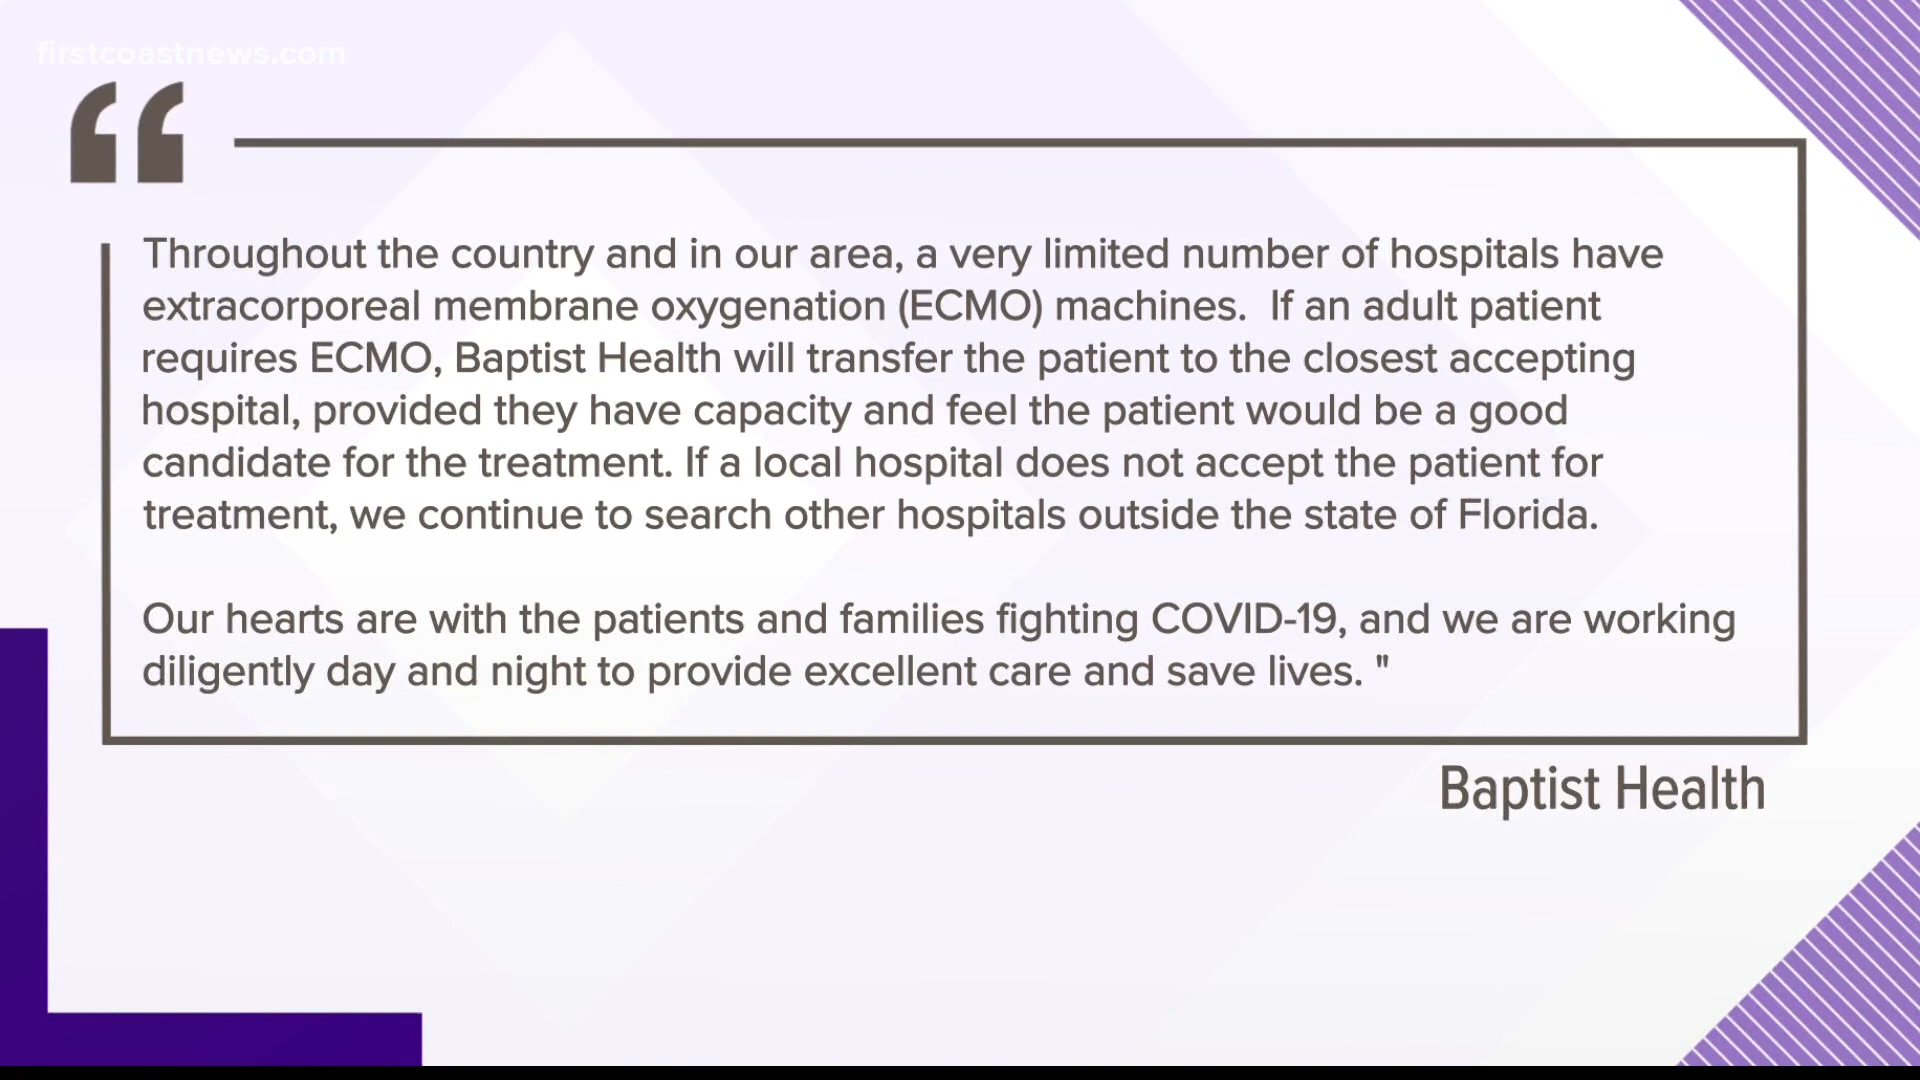 firstcoastnews.com
“
Throughout the country and in our area, a very limited number of hospitals have
extracorporeal membrane oxygenation (ECMO) machines.  If an adult patient
requires ECMO, Baptist Health will transfer the patient to the closest accepting
hospital, provided they have capacity and feel the patient would be a good
candidate for the treatment. If a local hospital does not accept the patient for
treatment, we continue to search other hospitals outside the state of Florida.
Our hearts are with the patients and families fighting COVID-19, and we are working
diligently day and night to provide excellent care and save lives. "
Baptist Health